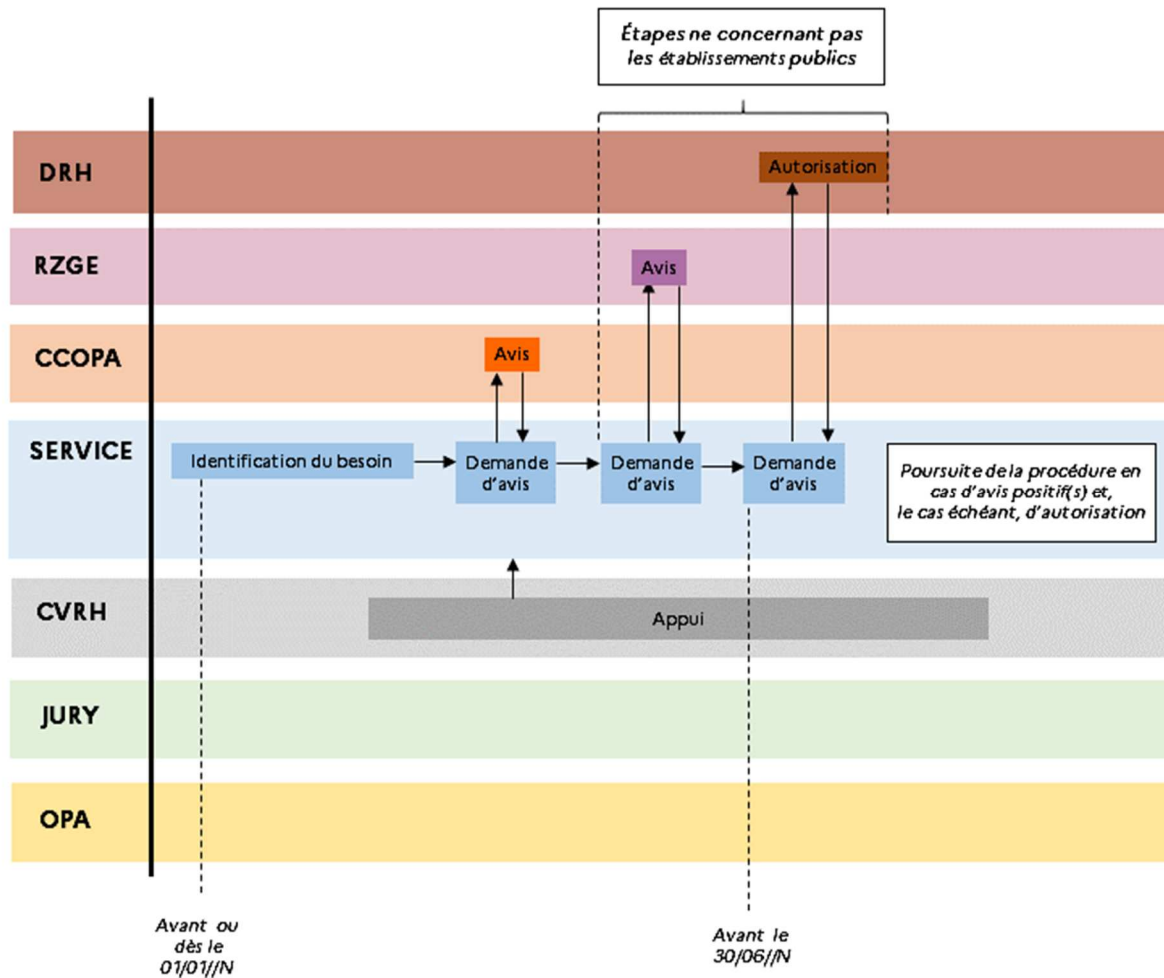 Étapes ne concernant pas
les établissements publics
DRH
Autorisation
RZGE
Avis
CCOPA
Avis
SERVICE
Identification du besoin
Demande
d'avis
Demande
d'avis
Demande
d'avis
Poursuite de la procédure en
cas d'avis positif(s) et,
le cas échéant, d'autorisation
CVRH
Appui
JURY
OPA
Avant ou
dès le
01/01//N
Avant le
30/06//N